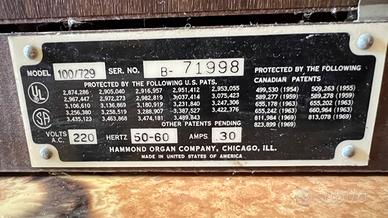 MODEL 100/729 SER. NO. B- 71998
PROTECTED BY THE FOLLOWING U.S. PATS.
2,874,286 2,905,040 2,916,957 2,951,412 2,953,055
2,967,447 2,972,273 2,982,819 3,037,414 3,075,423
3,106,610 3,136,869 3,180,919 3,231,840 3,247,306
3,256,380 3,288,907 3,387,527 3,422,376
3,435,123 3,463,868 3,474,181 3,489,843
OTHER PATENTS PENDING
PROTECTED BY THE FOLLOWING
CANADIAN PATENTS
499,530 (1954) 509,263 (1955)
589,277 (1959) 589,278 (1959)
655,178 (1963) 655,202 (1963)
655,242 (1963) 660,964 (1963)
811,984 (1969) 813,078 (1969)
823,899 (1969)
UL
SA
VOLTS A.C. 220 HERTZ 50-60 AMPS .30
HAMMOND ORGAN COMPANY, CHICAGO, ILL.
MADE IN UNITED STATES OF AMERICA
subito